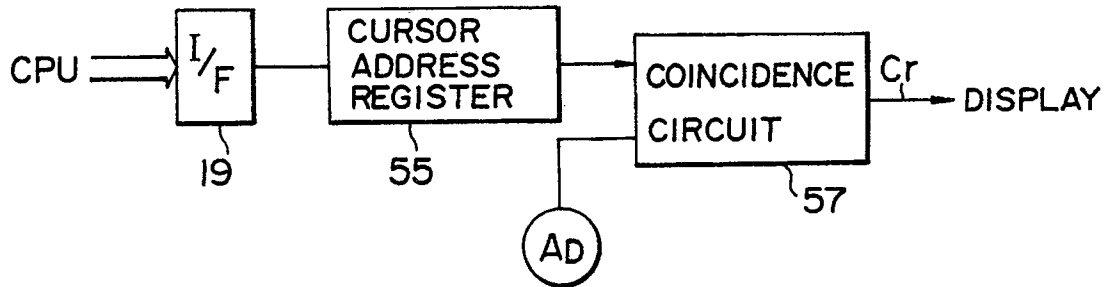 CPU
I/F
19
CURSOR
ADDRESS
REGISTER
55
COINCIDENCE
CIRCUIT
57
Cr
DISPLAY
AD